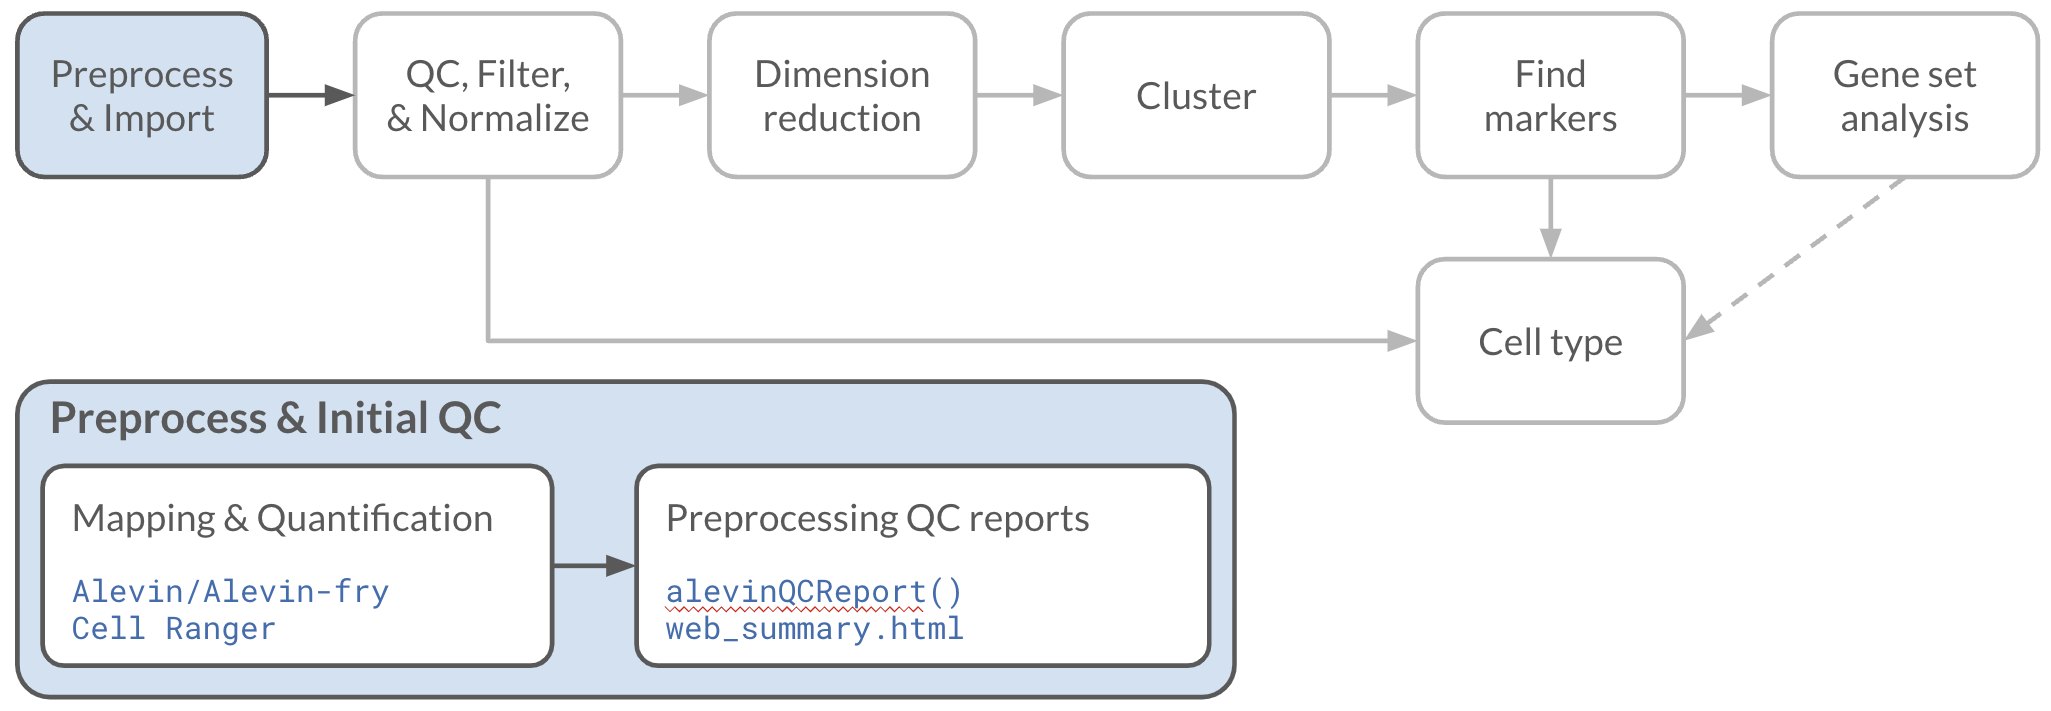 Preprocess
& Import
QC, Filter,
& Normalize
Dimension
reduction
Cluster
Find
markers
Gene set
analysis
Cell type
Preprocess & Initial QC
Mapping & Quantification
Alevin/Alevin-fry
Cell Ranger
Preprocessing QC reports
alevinQCReport()
web_summary.html